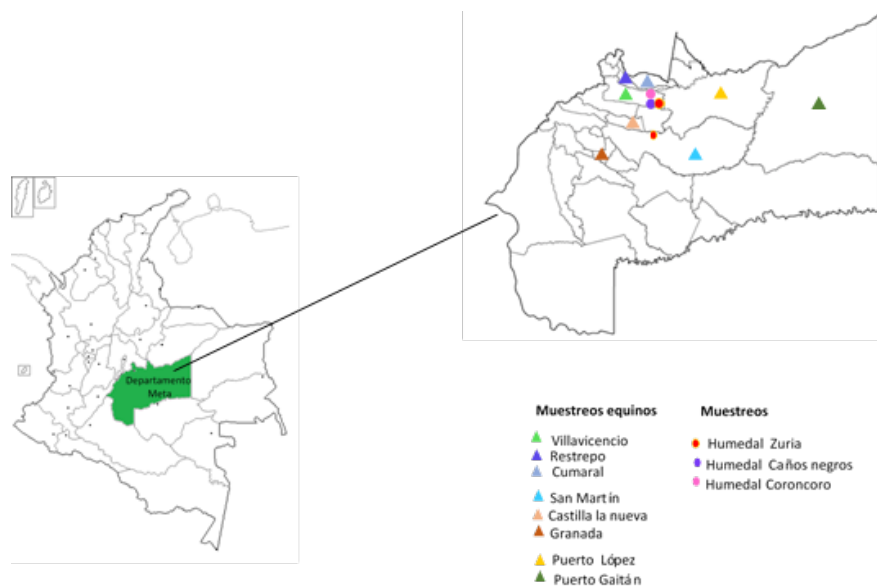 Departamento
Meta
Muestreos equinos
Villavicencio
Restrepo
Cumaral
San Martín
Castilla la nueva
Granada
Puerto López
Puerto Gaitán
Muestreos
Humedal Zuria
Humedal Caños negros
Humedal Coroncoro